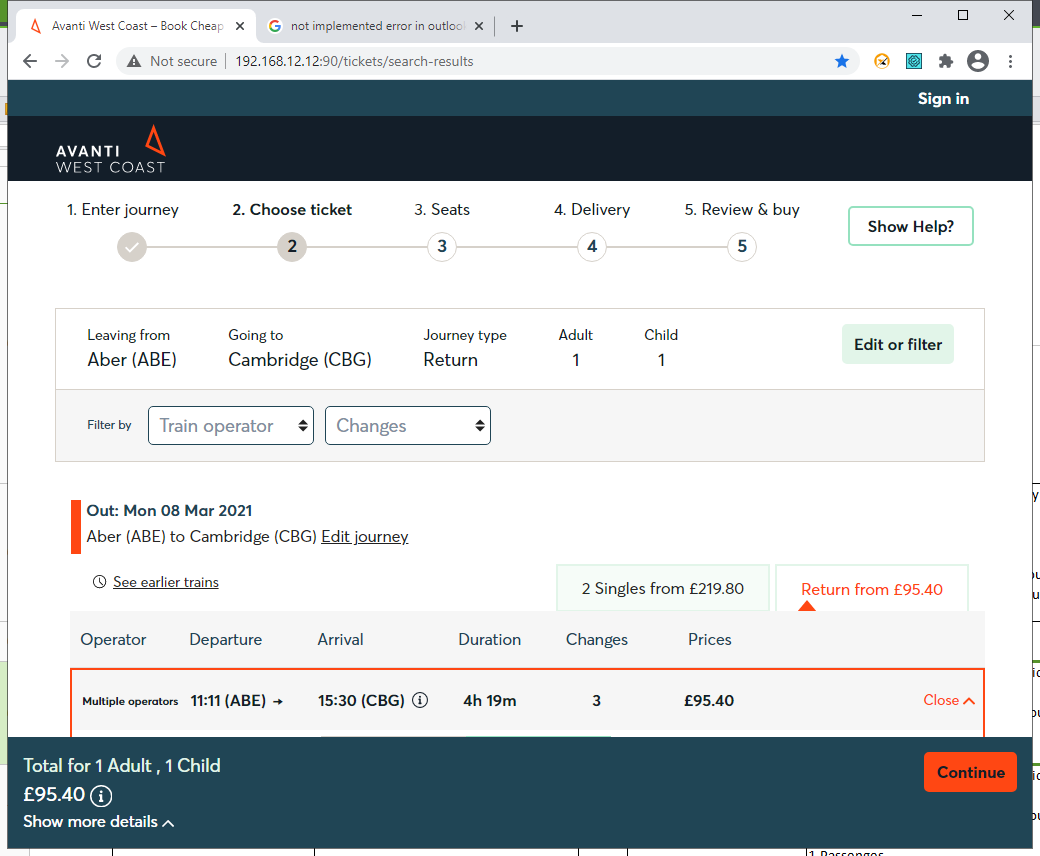 Avanti West Coast – Book Cheap
not implemented error in outlool
Not secure
192.168.12.12:90/tickets/search-results
Sign in
AVANTI
WEST COAST
1. Enter journey 2. Choose ticket 3. Seats 4. Delivery 5. Review & buy
Show Help?
2 3 4 5
Leaving from Going to Journey type Adult Child
Aber (ABE) Cambridge (CBG) Return 1 1
Edit or filter
Filter by Train operator Changes
Out: Mon 08 Mar 2021
Aber (ABE) to Cambridge (CBG) Edit journey
See earlier trains
2 Singles from £219.80
Return from £95.40
Operator Departure Arrival Duration Changes Prices
Multiple operators 11:11 (ABE) → 15:30 (CBG) 4h 19m 3 £95.40 Close
Total for 1 Adult , 1 Child
£95.40
Show more details
Continue